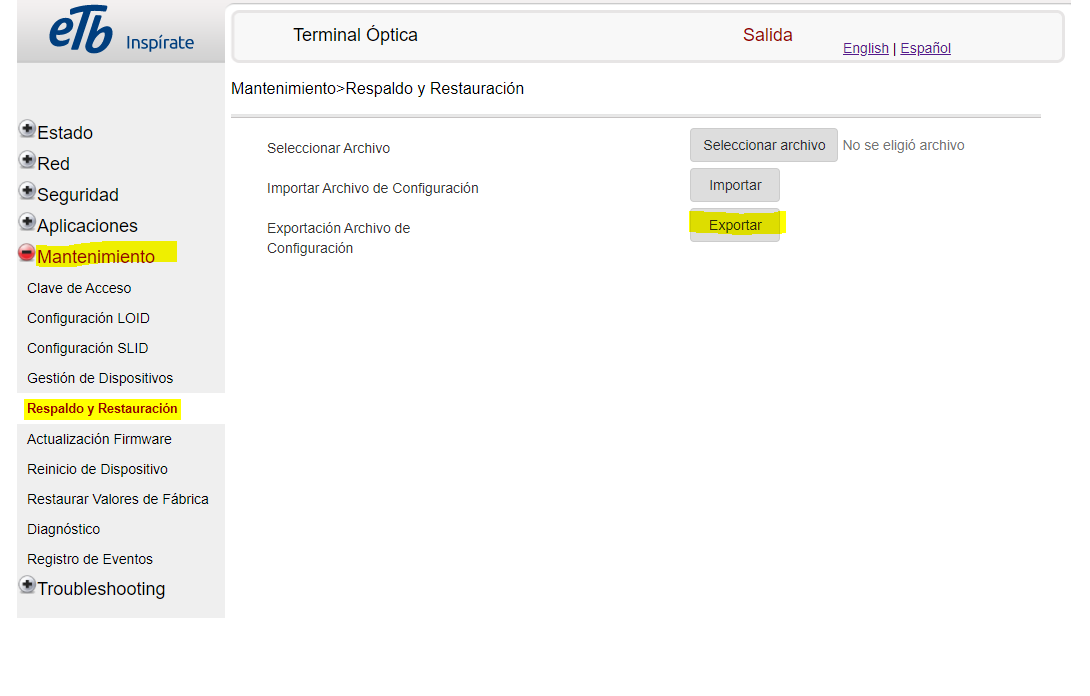 eTb Inspírate
Terminal Óptica
Salida
English | Español
Mantenimiento>Respaldo y Restauración
Estado
Red
Seguridad
Aplicaciones
Mantenimiento
Clave de Acceso
Configuración LOID
Configuración SLID
Gestión de Dispositivos
Respaldo y Restauración
Actualización Firmware
Reinicio de Dispositivo
Restaurar Valores de Fábrica
Diagnóstico
Registro de Eventos
Troubleshooting
Seleccionar Archivo
Seleccionar archivo No se eligió archivo
Importar Archivo de Configuración
Importar
Exportación Archivo de
Configuración
Exportar